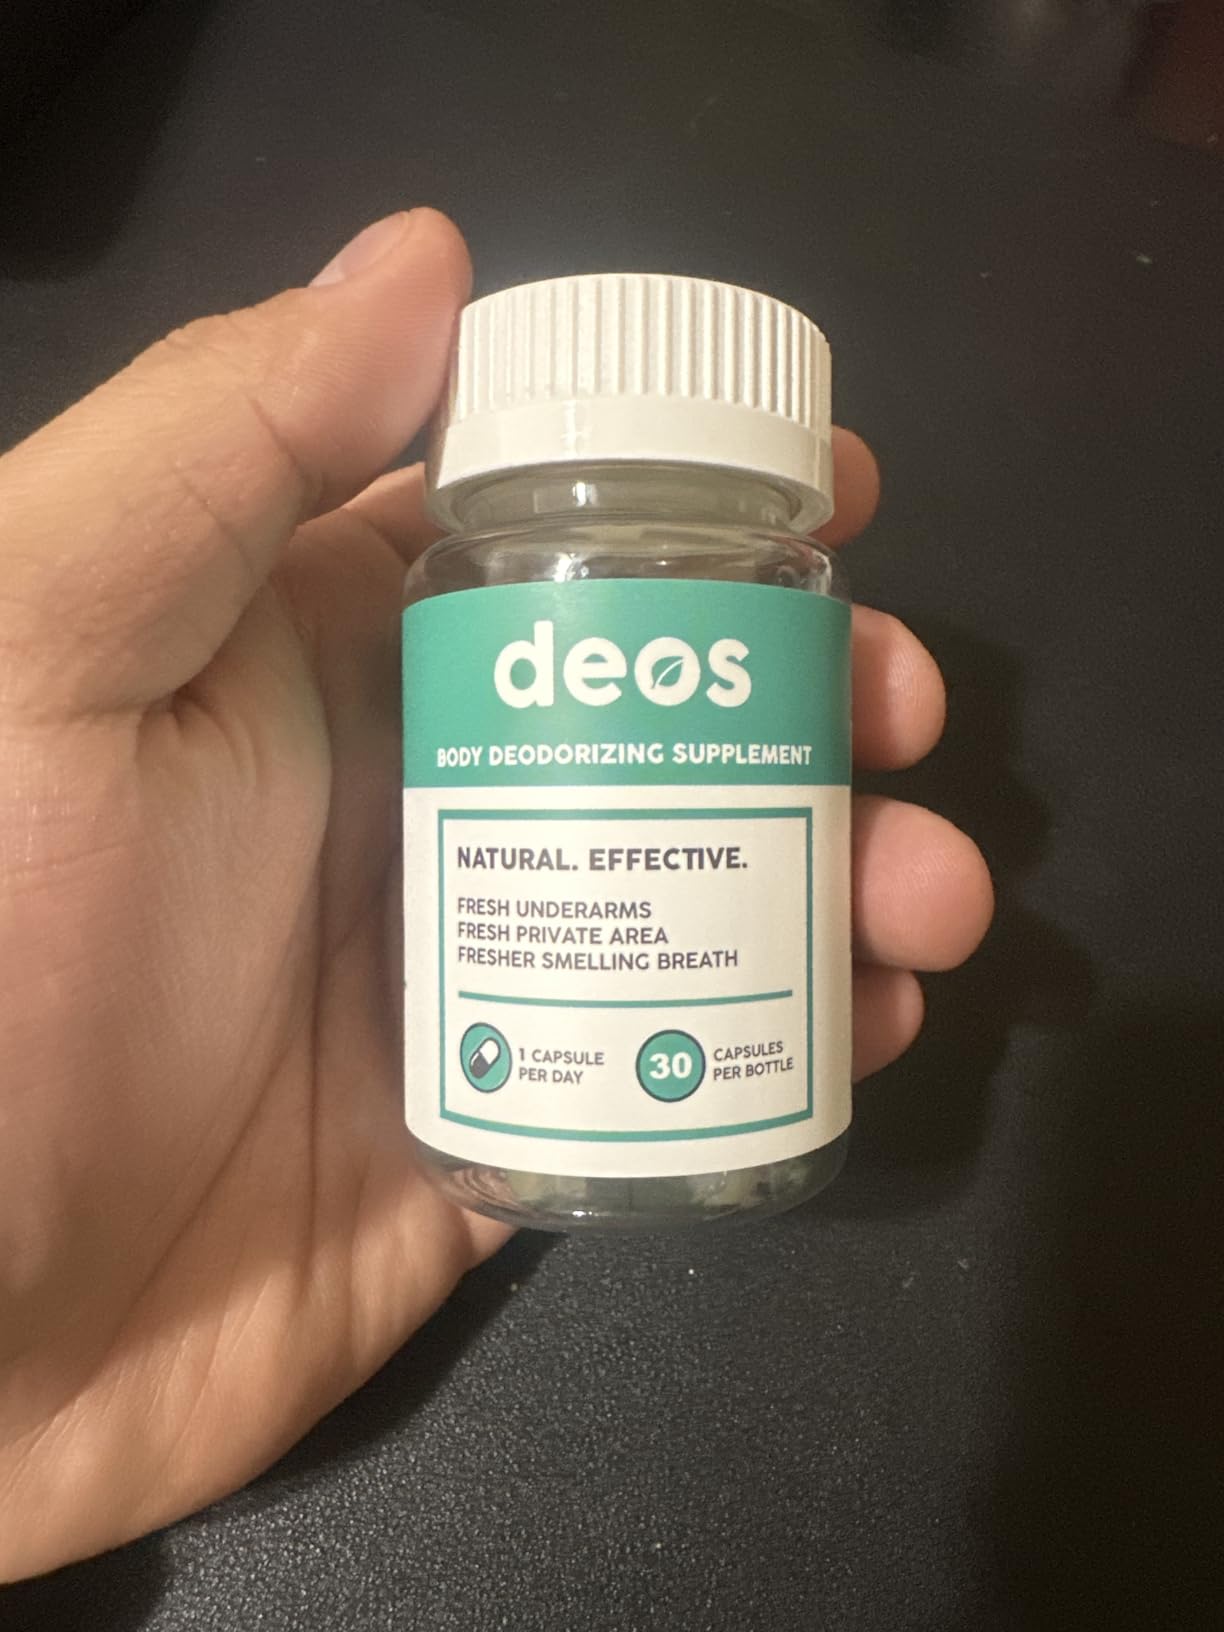 deos
BODY DEODORIZING SUPPLEMENT
NATURAL. EFFECTIVE.
FRESH UNDERARMS
FRESH PRIVATE AREA
FRESHER SMELLING BREATH
1 CAPSULE
PER DAY
30
CAPSULES
PER BOTTLE